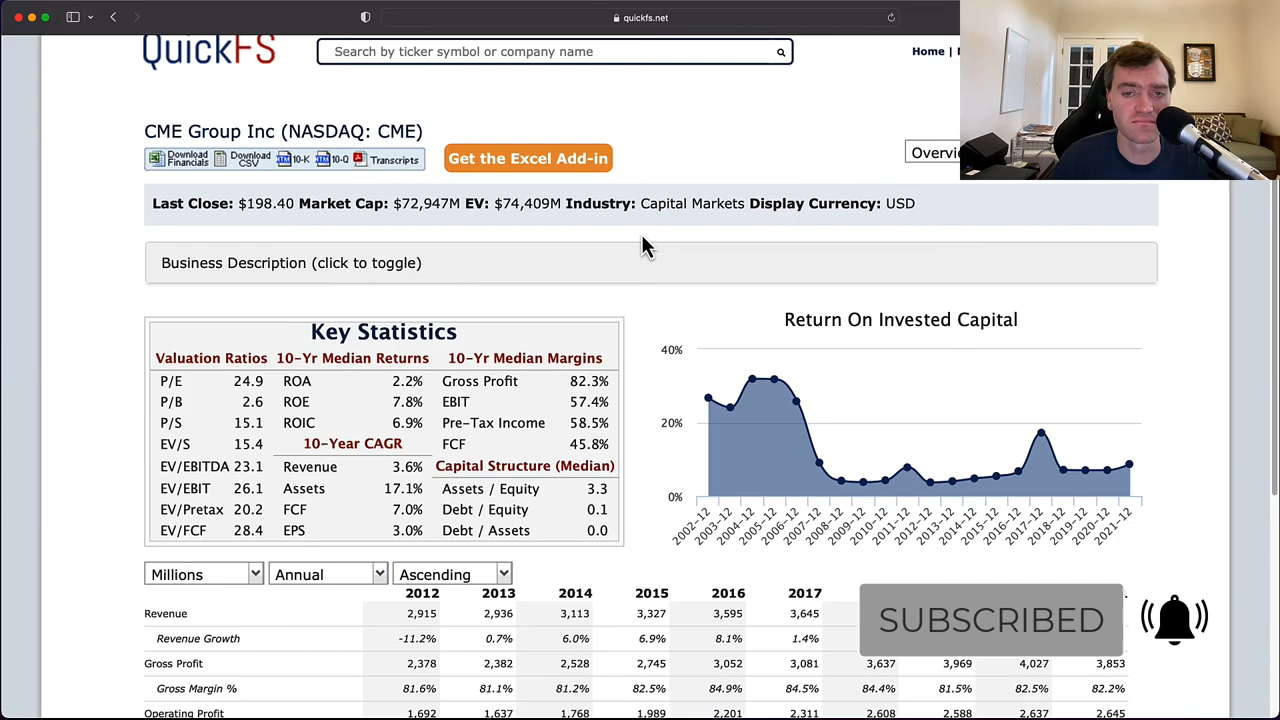 quickfs.net
QuickFS
Search by ticker symbol or company name
Home |
CME Group Inc (NASDAQ: CME)
Download Financials Download CSV 10-K 10-Q Transcripts
Get the Excel Add-in
Last Close: $198.40 Market Cap: $72,947M EV: $74,409M Industry: Capital Markets Display Currency: USD
Business Description (click to toggle)
Key Statistics
Valuation Ratios 10-Yr Median Returns 10-Yr Median Margins
P/E 24.9 ROA 2.2% Gross Profit 82.3%
P/B 2.6 ROE 7.8% EBIT 57.4%
P/S 15.1 ROIC 6.9% Pre-Tax Income 58.5%
EV/S 15.4 10-Year CAGR FCF 45.8%
EV/EBITDA 23.1 Revenue 3.6% Capital Structure (Median)
EV/EBIT 26.1 Assets 17.1% Assets / Equity 3.3
EV/Pretax 20.2 FCF 7.0% Debt / Equity 0.1
EV/FCF 28.4 EPS 3.0% Debt / Assets 0.0
Return On Invested Capital
40%
20%
0%
2002-12 2003-12 2004-12 2005-12 2006-12 2007-12 2008-12 2009-12 2010-12 2011-12 2012-12 2013-12 2014-12 2015-12 2016-12 2017-12 2018-12 2019-12 2020-12 2021-12
Millions Annual Ascending
2012 2013 2014 2015 2016 2017
Revenue 2,915 2,936 3,113 3,327 3,595 3,645
Revenue Growth -11.2% 0.7% 6.0% 6.9% 8.1% 1.4%
Gross Profit 2,378 2,382 2,528 2,745 3,052 3,081 3,637 3,969 4,027 3,853
Gross Margin % 81.6% 81.1% 81.2% 82.5% 84.9% 84.5% 84.4% 81.5% 82.5% 82.2%
Operating Profit 1,692 1,637 1,768 1,989 2,201 2,311 2,608 2,588 2,637 2,645
SUBSCRIBED